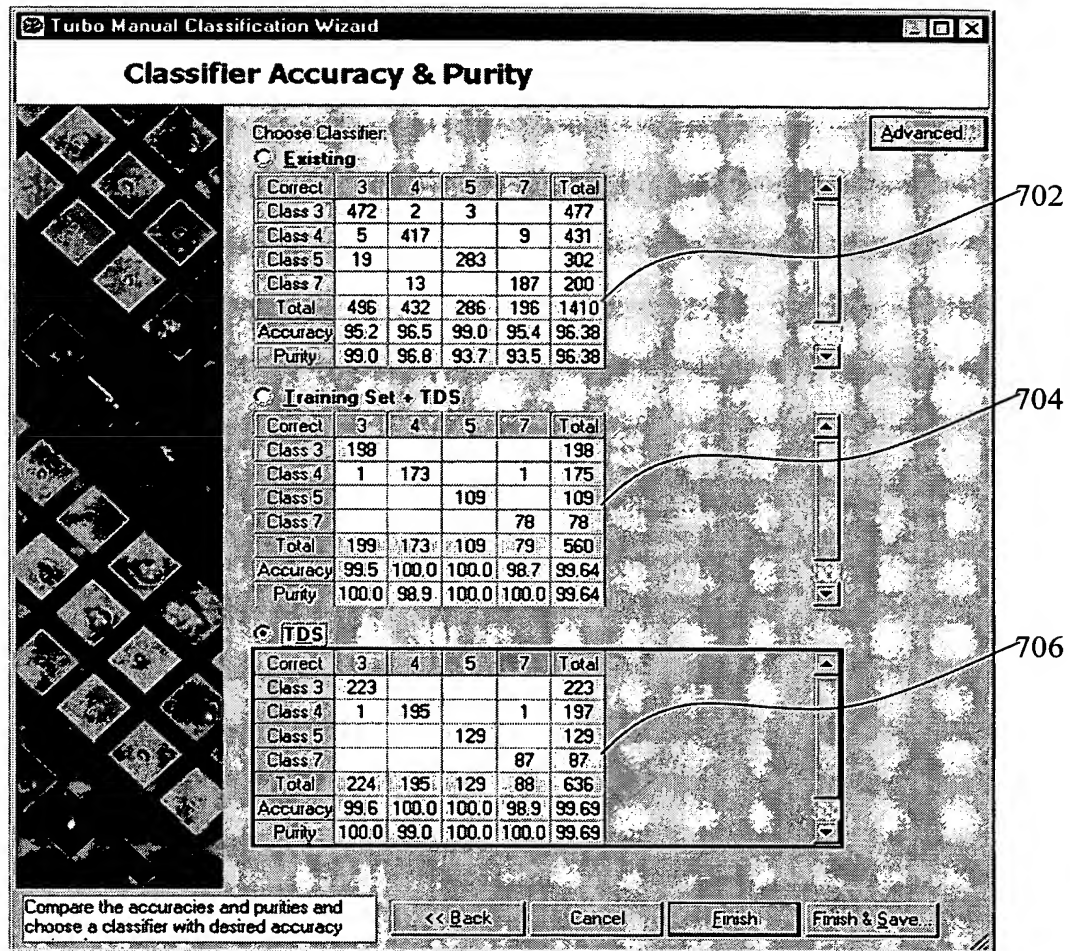 Turbo Manual Classification Wizard
Classifier Accuracy & Purity
Choose Classifier:
Advanced...
Existing
Correct 3 4 5 7 Total
Class 3 472 2 3 477
Class 4 5 417 9 431
Class 5 19 283 302
Class 7 13 187 200
Total 496 432 286 196 1410
Accuracy 95.2 96.5 99.0 95.4 96.38
Purity 99.0 96.8 93.7 93.5 96.38
702
Training Set + TDS
Correct 3 4 5 7 Total
Class 3 198 198
Class 4 1 173 1 175
Class 5 109 109
Class 7 78 78
Total 199 173 109 79 560
Accuracy 99.5 100.0 100.0 98.7 99.64
Purity 100.0 98.9 100.0 100.0 99.64
704
TDS
Correct 3 4 5 7 Total
Class 3 223 223
Class 4 1 195 1 197
Class 5 129 129
Class 7 87 87
Total 224 195 129 88 636
Accuracy 99.6 100.0 100.0 98.9 99.69
Purity 100.0 99.0 100.0 100.0 99.69
706
Compare the accuracies and purities and
choose a classifier with desired accuracy
<< Back Cancel Finish Finish & Save...